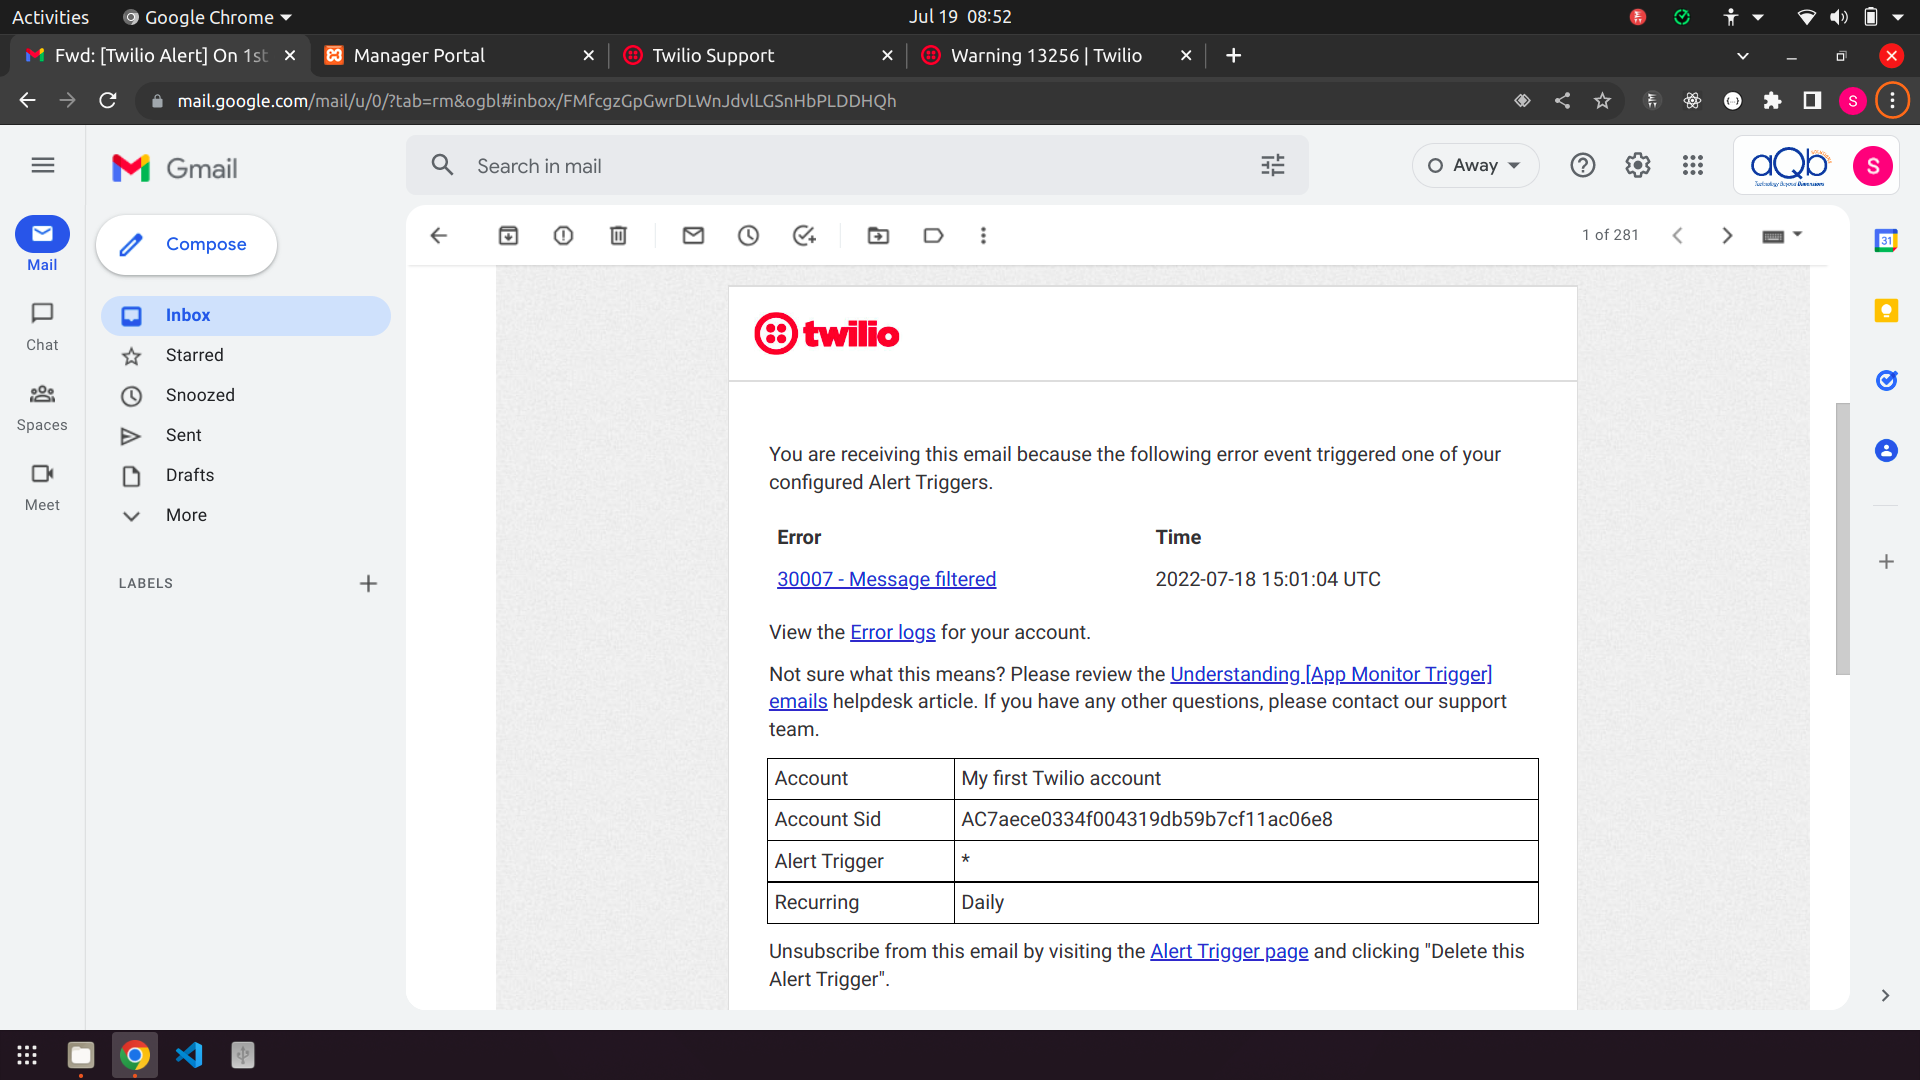 Activities
Google Chrome
Jul 19 08:52
Fwd: [Twilio Alert] On 1st
Manager Portal
Twilio Support
Warning 13256 | Twilio
mail.google.com/mail/u/0/?tab=rm&ogbl#inbox/FMfcgzGpGwrDLWnJdvlLGSnHbPLDDHQh
S
Gmail
Search in mail
Away
aQb
SOLUTIONS
Technology Beyond Dimensions
S
Mail
Compose
1 of 281
31
Inbox
Chat
Starred
Snoozed
Spaces
Sent
Drafts
Meet
More
LABELS
twilio
You are receiving this email because the following error event triggered one of your
configured Alert Triggers.
Error Time
30007 - Message filtered 2022-07-18 15:01:04 UTC
View the Error logs for your account.
Not sure what this means? Please review the Understanding [App Monitor Trigger]
emails helpdesk article. If you have any other questions, please contact our support
team.
Account My first Twilio account
Account Sid AC7aece0334f004319db59b7cf11ac06e8
Alert Trigger *
Recurring Daily
Unsubscribe from this email by visiting the Alert Trigger page and clicking "Delete this
Alert Trigger".